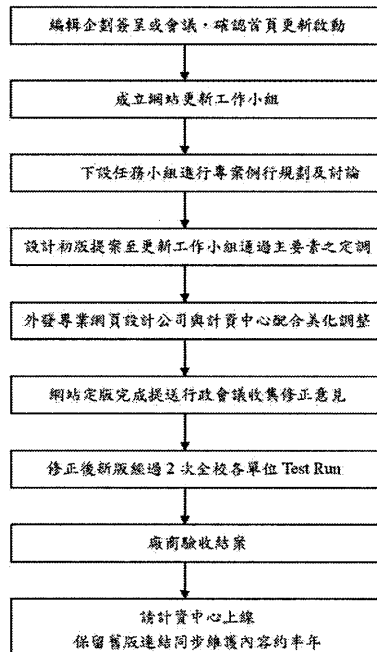 編輯企劃簽呈或會議，確認首頁更新啟動
成立網站更新工作小組
下設任務小組進行專案例行規劃及討論
設計初版提案至更新工作小組通過主要素之定調
外發專業網頁設計公司與計資中心配合美化調整
網站定版完成提送行政會議收集修正意見
修正後新版經過 2 次全校各單位 Test Run
廠商驗收結案
請計資中心上線
保留舊版連結同步維護內容約半年